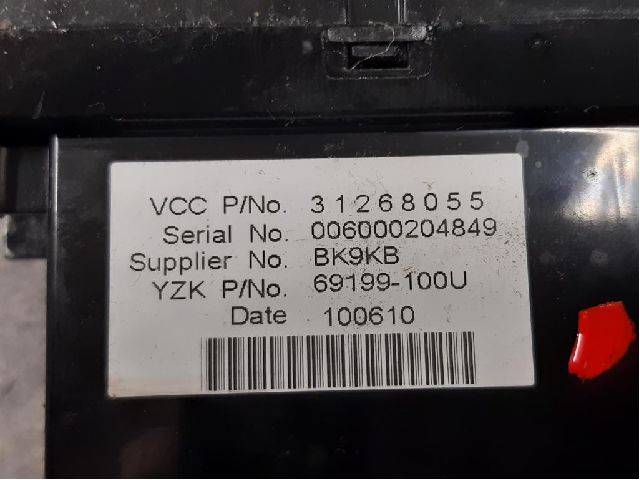 VCC P/No. 31268055
Serial No. 006000204849
Supplier No. BK9KB
YZK P/No. 69199-100U
Date 100610